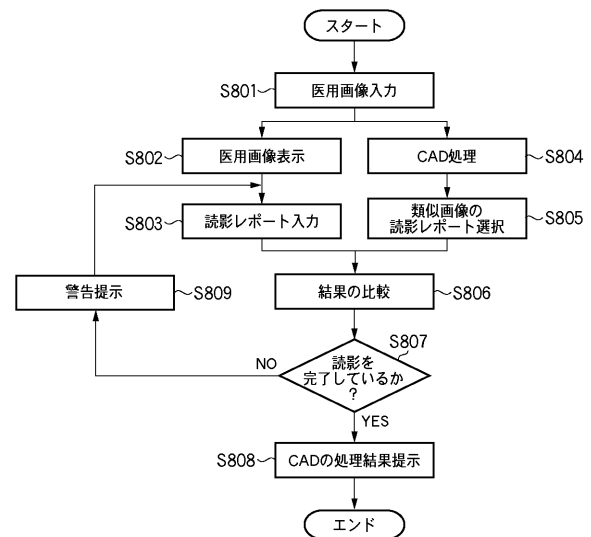 スタート
S801
医用画像入力
S802
医用画像表示
CAD処理
S804
S803
読影レポート入力
類似画像の
読影レポート選択
S805
警告提示
S809
結果の比較
S806
S807
読影を
完了しているか
?
NO
YES
S808
CADの処理結果提示
エンド